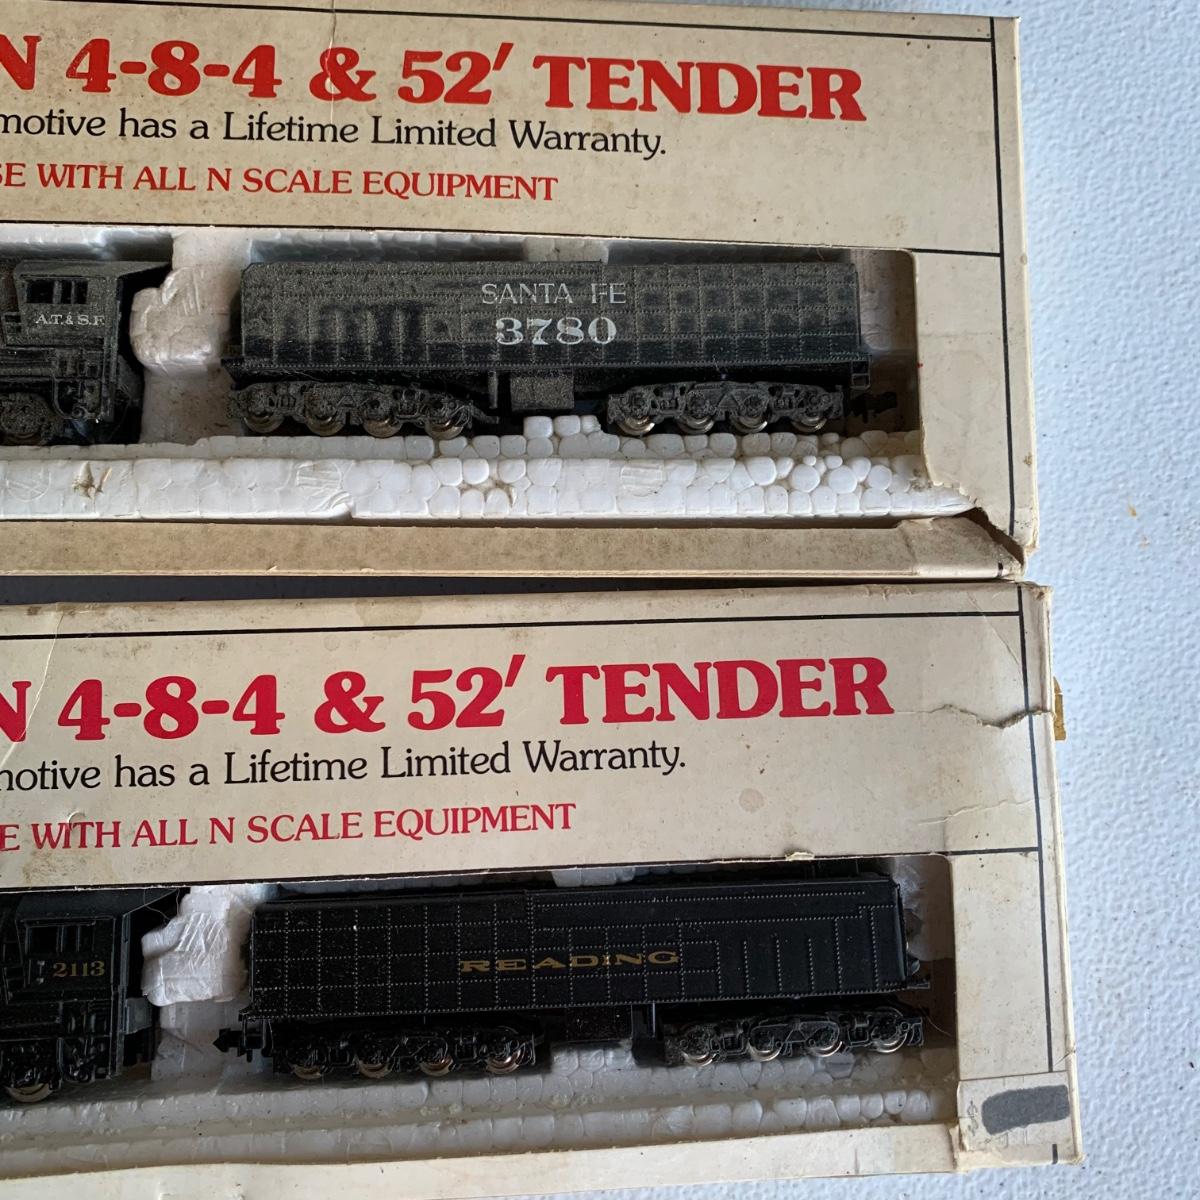 N 4-8-4 & 52' TENDER
motive has a Lifetime Limited Warranty.
SE WITH ALL N SCALE EQUIPMENT
A.T.& S.F.
SANTA FE
3780
N 4-8-4 & 52' TENDER
motive has a Lifetime Limited Warranty.
E WITH ALL N SCALE EQUIPMENT
2113
READING